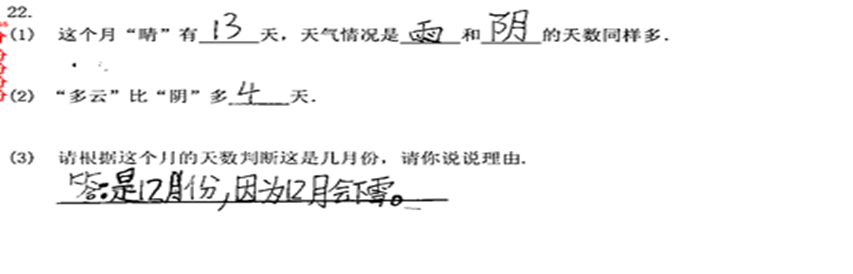 22.
(1) 这个月“晴”有 13 天，天气情况是 雨 和 阴 的天数同样多.
(2) “多云”比“阴”多 4 天.
(3) 请根据这个月的天数判断这是几月份，请你说说理由.
答:是12月份,因为12月会下雪。